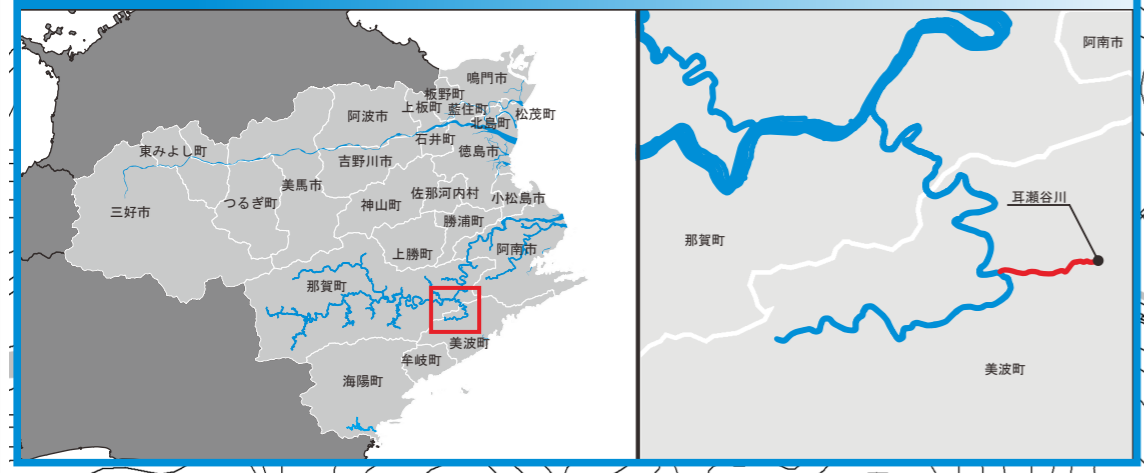 鳴門市
板野町
上板町
藍住町
松茂町
阿波市
北島町
石井町
徳島市
東みよし町
吉野川市
美馬市
佐那河内村
小松島市
つるぎ町
神山町
三好市
勝浦町
上勝町
阿南市
那賀町
美波町
牟岐町
海陽町
阿南市
耳瀬谷川
那賀町
美波町